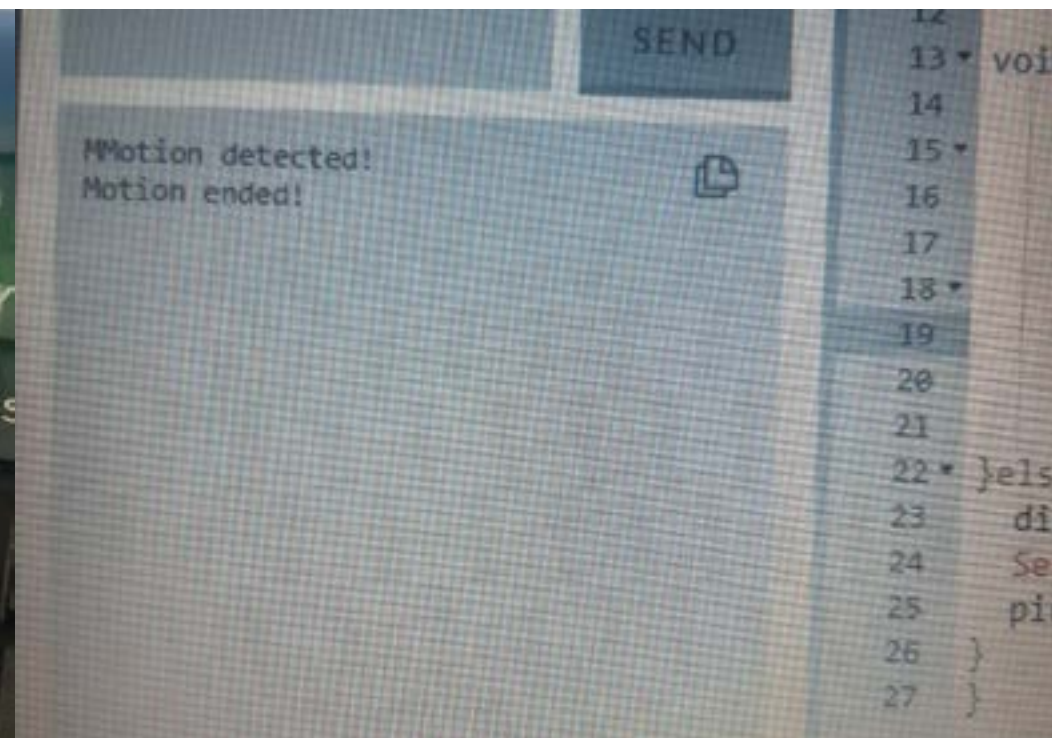 SEND
MMotion detected!
Motion ended!
12
13 voi
14
15
16
17
18
19
20
21
22 }els
23 di
24 Se
25 pi
26 }
27 }
s